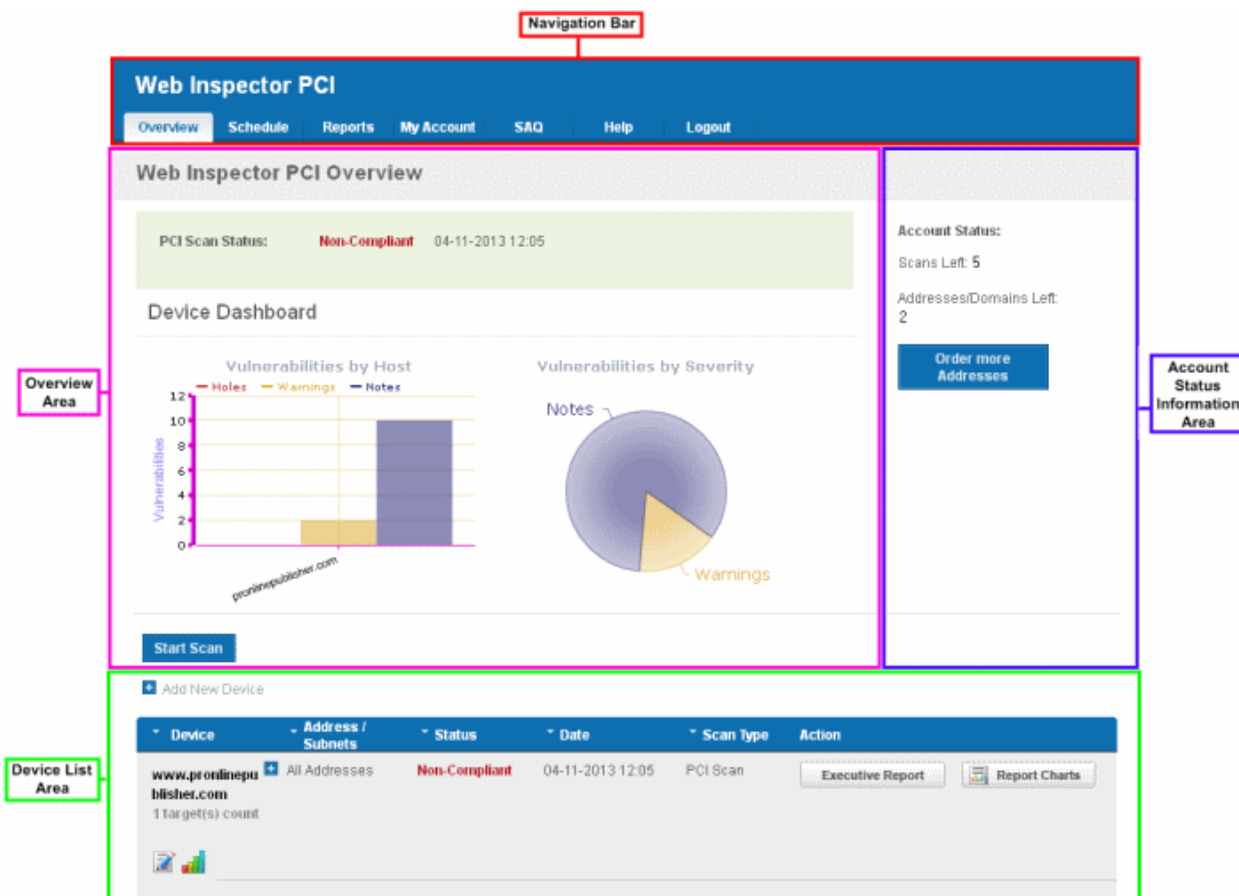 Navigation Bar
Web Inspector PCI
Overview Schedule Reports My Account SAQ Help Logout
Web Inspector PCI Overview
PCI Scan Status: Non-Compliant 04-11-2013 12:05
Account Status:
Scans Left: 5
Addresses/Domains Left:
2
Order more
Addresses
Device Dashboard
Overview
Area
Account
Status
Information
Area
Vulnerabilities by Host
Holes Warnings Notes
12
10
8
6
4
2
0
Vulnerabilities
pronlinepublisher.com
Vulnerabilities by Severity
Notes
Warnings
Start Scan
Add New Device
Device List
Area
Device Address / Subnets Status Date Scan Type Action
www.pronlinepu All Addresses Non-Compliant 04-11-2013 12:05 PCI Scan Executive Report Report Charts
blisher.com
1 target(s) count